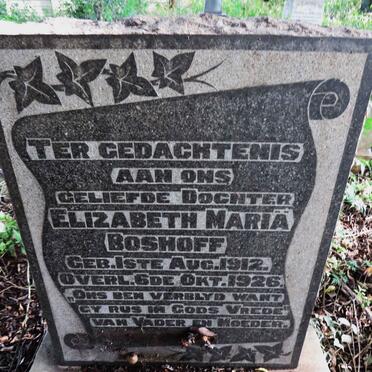 TER GEDACHTENIS
AAN ONS
GELIEFDE DOCHTER
ELIZABETH MARIA
BOSHOFF
GEB. 1STE AUG. 1912.
OVERL. 6DE OKT. 1926.
"ONS BEN VERBLYD WANT
GY RUS IN GODS VREDE"
VAN VADER EN MOEDER.